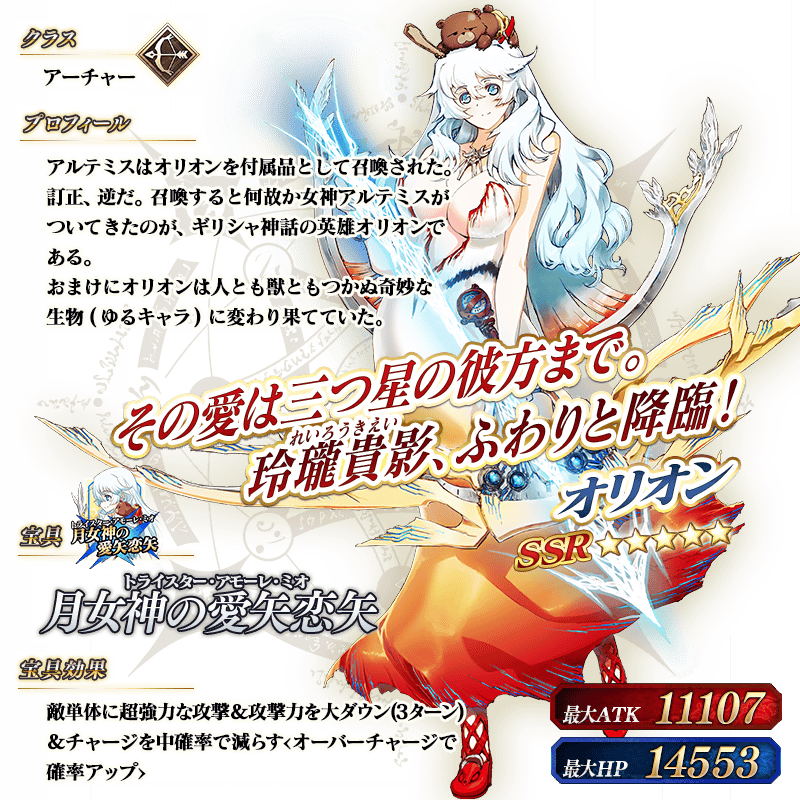 クラス
アーチャー
プロフィール
アルテミスはオリオンを付属品として召喚された。
訂正、逆だ。召喚すると何故か女神アルテミスが
ついてきたのが、ギリシャ神話の英雄オリオンで
ある。
おまけにオリオンは人とも獣ともつかぬ奇妙な
生物(ゆるキャラ)に変わり果てていた。
その愛は三つ星の彼方まで。
れいろうきえい
玲瓏貴影、ふわりと降臨!
オリオン
SSR ★★★★★
宝具
トライスター・アモーレ・ミオ
月女神の
愛矢恋矢
トライスター・アモーレ・ミオ
月女神の愛矢恋矢
宝具効果
敵単体に超強力な攻撃&攻撃力を大ダウン(3ターン)
&チャージを中確率で減らす<オーバーチャージで
確率アップ>
最大ATK 11107
最大HP 14553